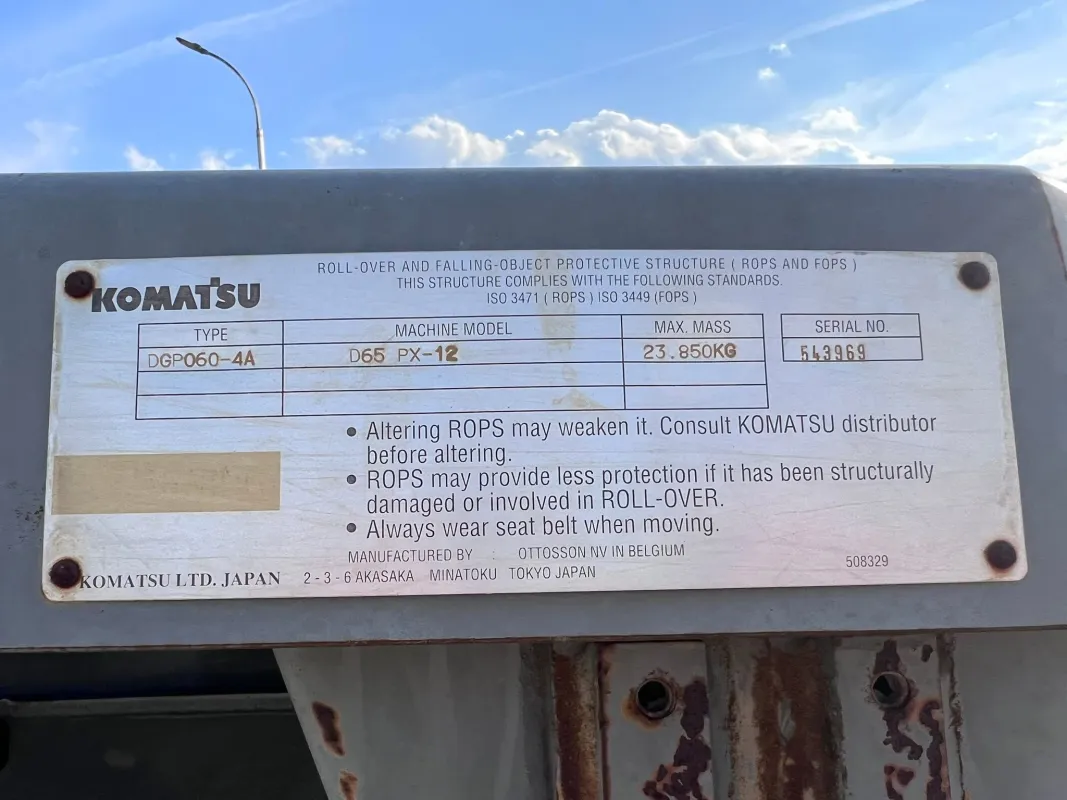 KOMATSU
ROLL-OVER AND FALLING-OBJECT PROTECTIVE STRUCTURE ( ROPS AND FOPS )
THIS STRUCTURE COMPLIES WITH THE FOLLOWING STANDARDS.
ISO 3471 ( ROPS ) ISO 3449 (FOPS )
TYPE MACHINE MODEL MAX. MASS SERIAL NO.
DGP060-4A D65 PX-12 23.850KG 543969
• Altering ROPS may weaken it. Consult KOMATSU distributor
before altering.
• ROPS may provide less protection if it has been structurally
damaged or involved in ROLL-OVER.
• Always wear seat belt when moving.
MANUFACTURED BY : OTTOSSON NV IN BELGIUM
KOMATSU LTD. JAPAN 2-3-6 AKASAKA MINATOKU TOKYO JAPAN
508329